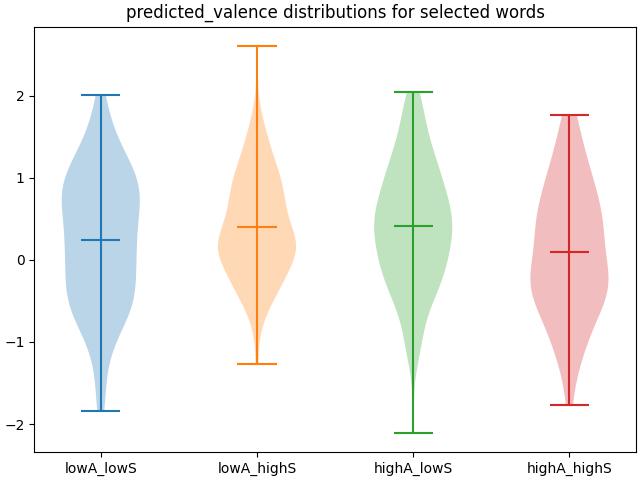 predicted_valence distributions for selected words
2
1
0
−1
−2
lowA_lowS
lowA_highS
highA_lowS
highA_highS